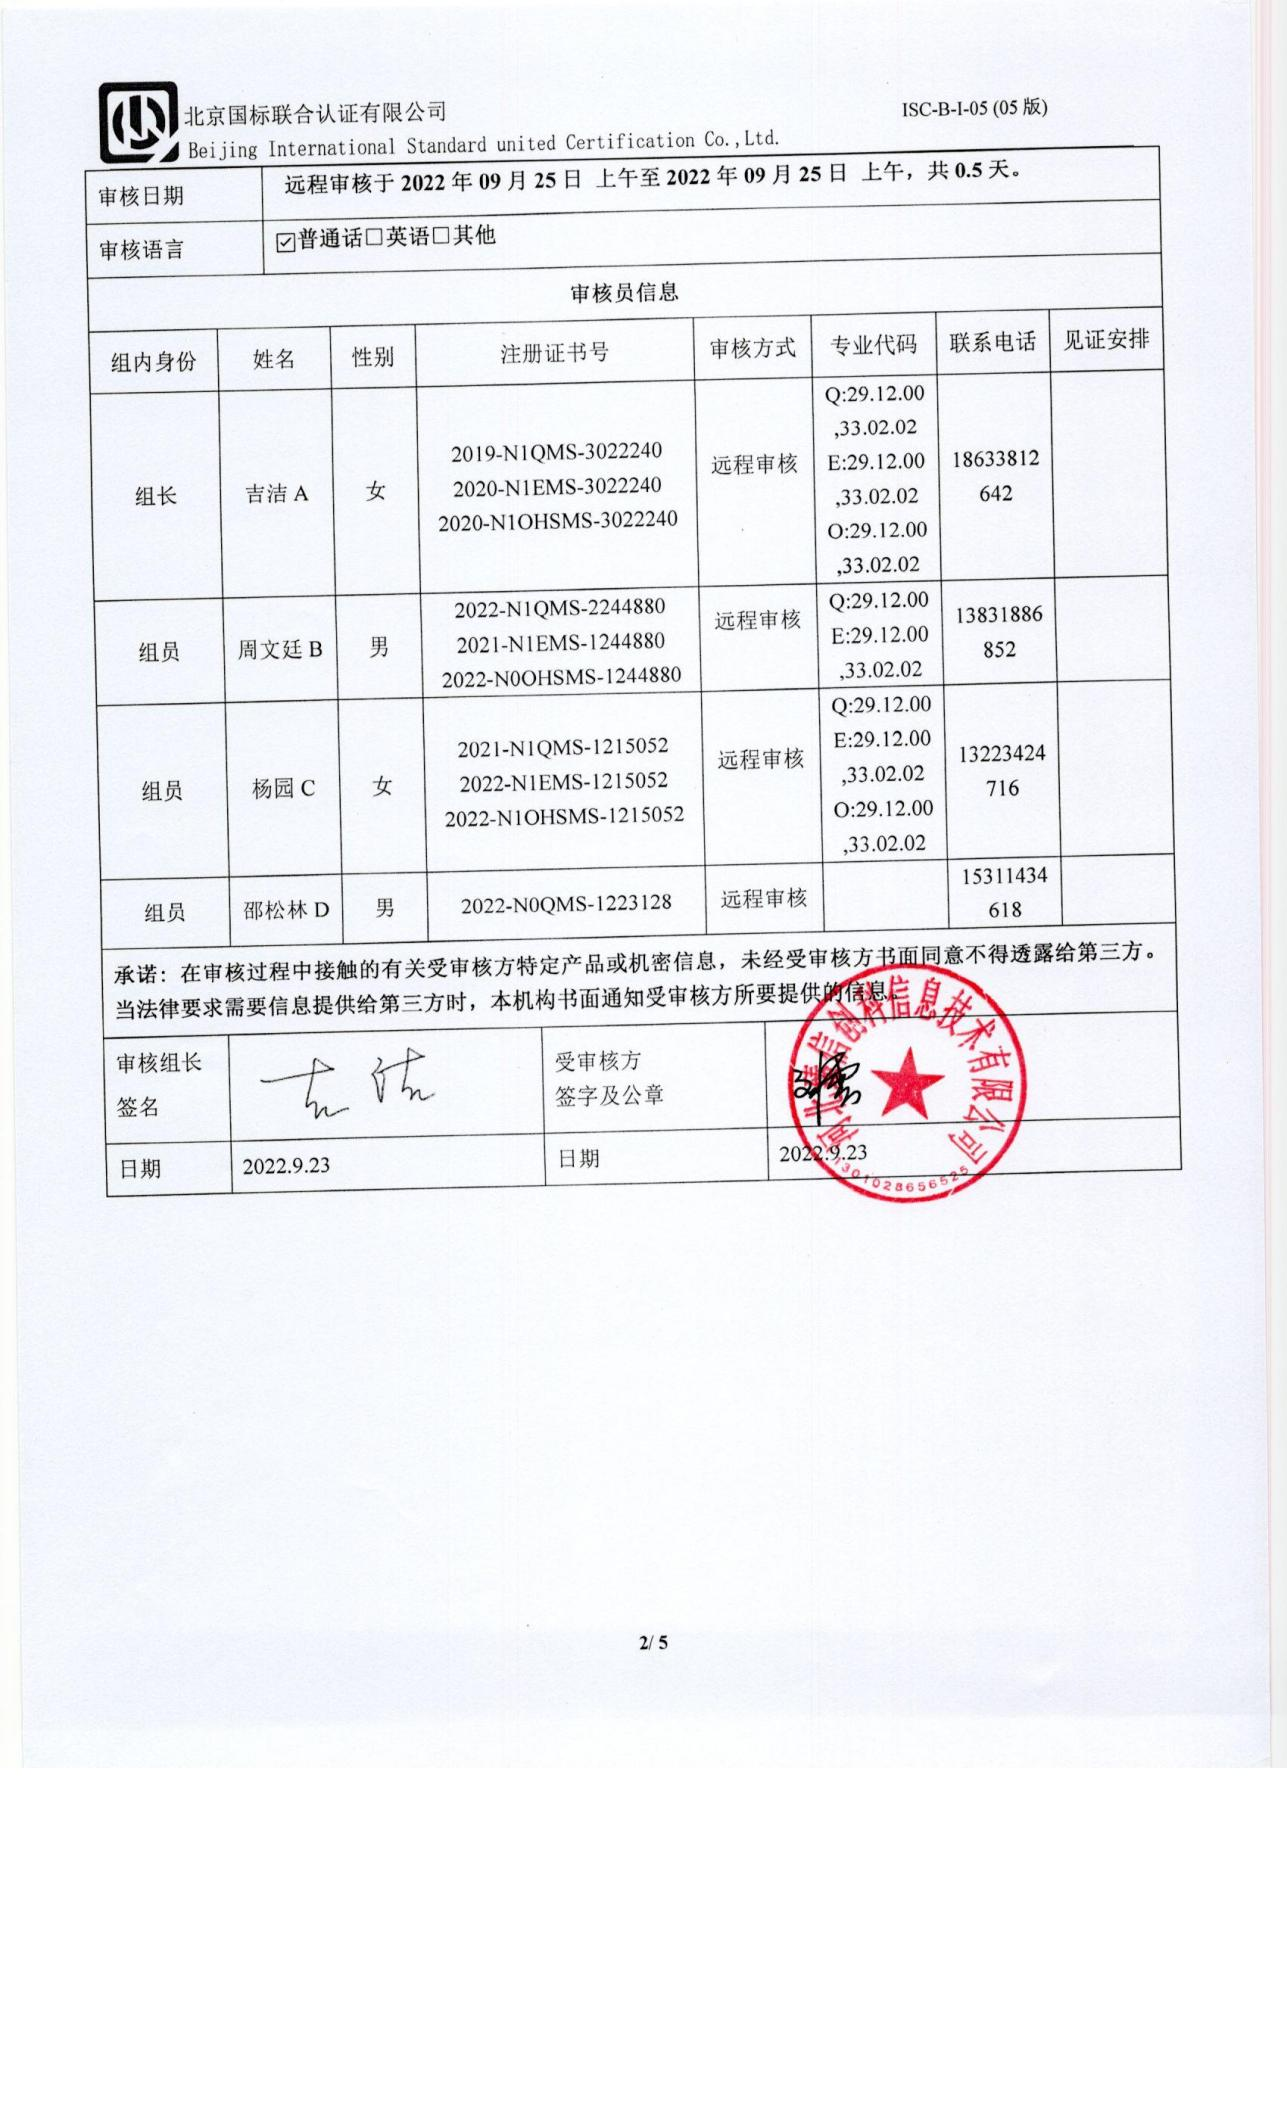 北京国标联合认证有限公司
ISC-B-I-05 (05 版)
Beijing International Standard united Certification Co.,Ltd.
审核日期
远程审核于 2022 年 09 月 25 日 上午至 2022 年 09 月 25 日 上午，共 0.5 天。
审核语言
☑普通话□英语□其他
审核员信息
组内身份 姓名 性别 注册证书号 审核方式 专业代码 联系电话 见证安排
组长 吉洁 A 女
2019-N1QMS-3022240
2020-N1EMS-3022240
2020-N1OHSMS-3022240
远程审核
Q:29.12.00
,33.02.02
E:29.12.00
,33.02.02
O:29.12.00
,33.02.02
18633812
642
组员 周文廷 B 男
2022-N1QMS-2244880
2021-N1EMS-1244880
2022-N0OHSMS-1244880
远程审核
Q:29.12.00
E:29.12.00
,33.02.02
13831886
852
组员 杨园 C 女
2021-N1QMS-1215052
2022-N1EMS-1215052
2022-N1OHSMS-1215052
远程审核
Q:29.12.00
E:29.12.00
,33.02.02
O:29.12.00
,33.02.02
13223424
716
组员 邵松林 D 男
2022-N0QMS-1223128
远程审核
15311434
618
承诺：在审核过程中接触的有关受审核方特定产品或机密信息，未经受审核方书面同意不得透露给第三方。
当法律要求需要信息提供给第三方时，本机构书面通知受审核方所要提供的信息。
审核组长
签名
吉洁
受审核方
签字及公章
信创科信息技术有限公司
1301028656525
日期
2022.9.23
日期
2022.9.23
2/ 5